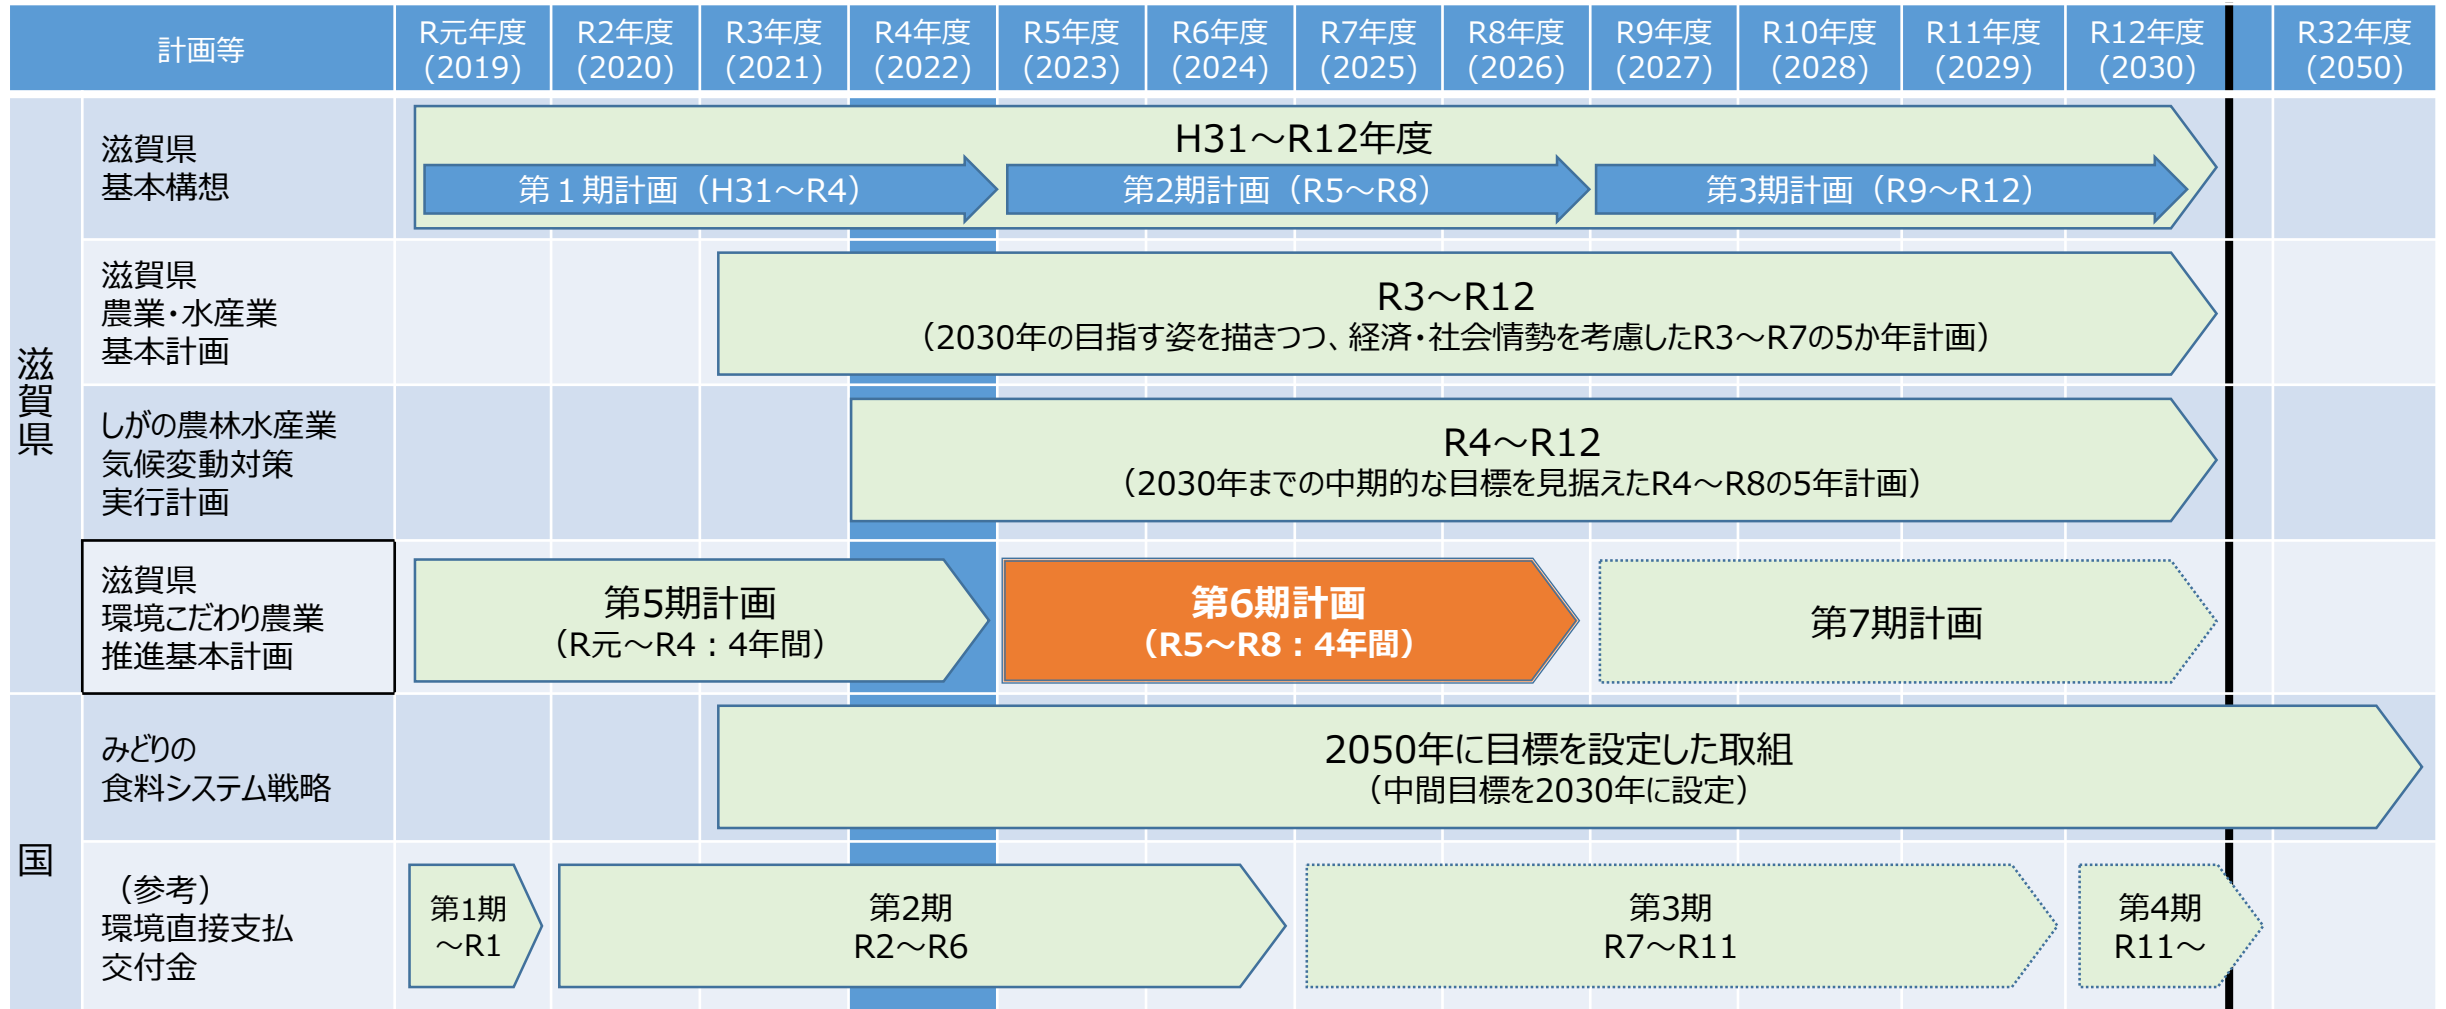 計画等
R元年度
(2019)
R2年度
(2020)
R3年度
(2021)
R4年度
(2022)
R5年度
(2023)
R6年度
(2024)
R7年度
(2025)
R8年度
(2026)
R9年度
(2027)
R10年度
(2028)
R11年度
(2029)
R12年度
(2030)
R32年度
(2050)
滋賀県
滋賀県
基本構想
H31～R12年度
第１期計画（H31～R4）
第2期計画（R5～R8）
第3期計画（R9～R12）
滋賀県
農業・水産業
基本計画
R3～R12
（2030年の目指す姿を描きつつ、経済・社会情勢を考慮したR3～R7の5か年計画）
しがの農林水産業
気候変動対策
実行計画
R4～R12
（2030年までの中期的な目標を見据えたR4～R8の5年計画）
滋賀県
環境こだわり農業
推進基本計画
第5期計画
（R元～R4：4年間）
第6期計画
（R5～R8：4年間）
第7期計画
国
みどりの
食料システム戦略
2050年に目標を設定した取組
（中間目標を2030年に設定）
（参考）
環境直接支払
交付金
第1期
～R1
第2期
R2～R6
第3期
R7～R11
第4期
R11～